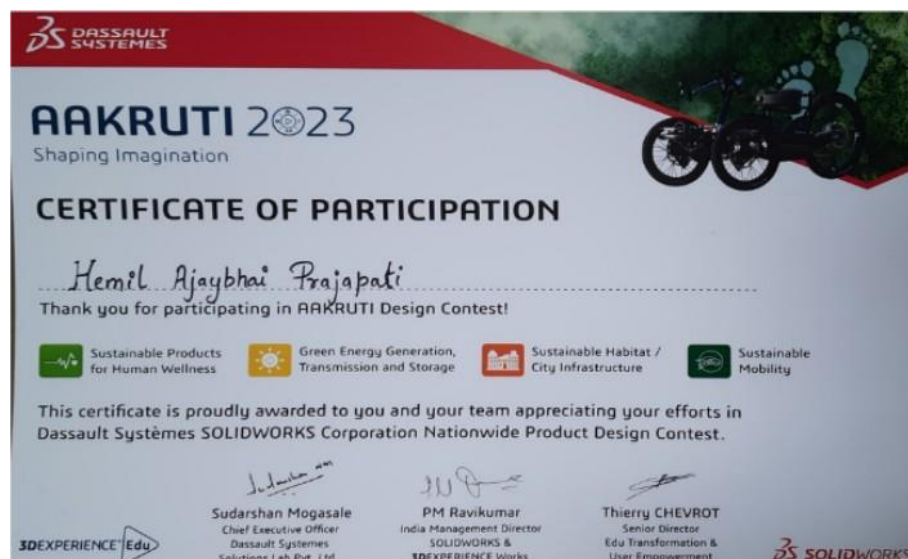 DASSAULT
SYSTEMES
AAKRUTI 2023
Shaping Imagination
CERTIFICATE OF PARTICIPATION
Hemil Ajaybhai Prajapati
Thank you for participating in AAKRUTI Design Contest!
Sustainable Products
for Human Wellness
Green Energy Generation,
Transmission and Storage
Sustainable Habitat /
City Infrastructure
Sustainable
Mobility
This certificate is proudly awarded to you and your team appreciating your efforts in
Dassault Systèmes SOLIDWORKS Corporation Nationwide Product Design Contest.
Sudarshan Mogasale
Chief Executive Officer
Dassault Systemes
Solutions Lab Pvt. Ltd.
PM Ravikumar
India Management Director
SOLIDWORKS &
3DEXPERIENCE Works
Thierry CHEVROT
Senior Director
Edu Transformation &
User Empowerment
3DEXPERIENCE Edu
SOLIDWORKS